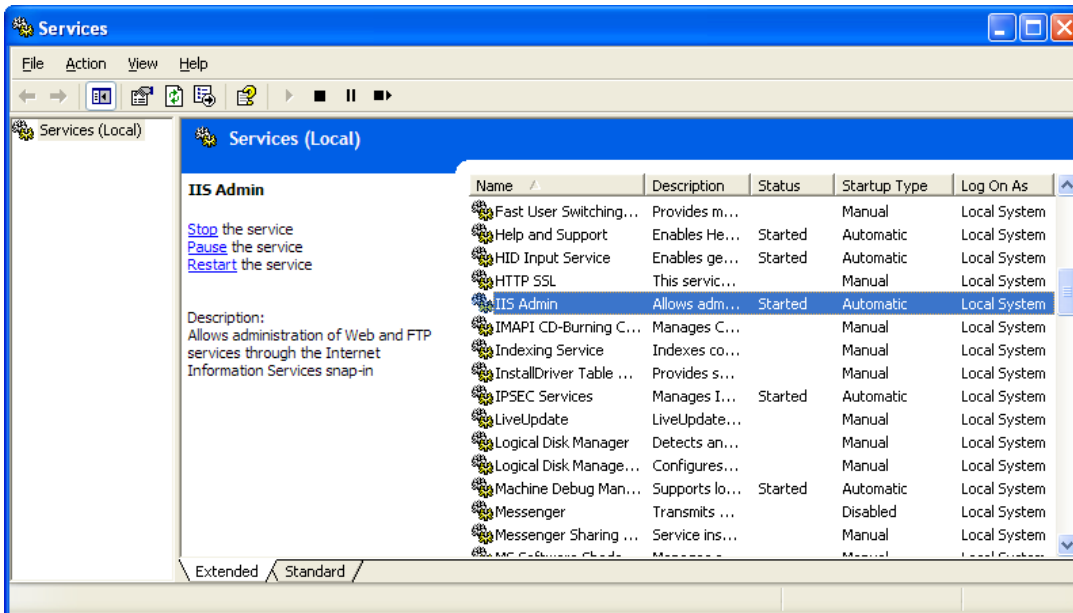 Services
File Action View Help
Services (Local)
Services (Local)
IIS Admin
Stop the service
Pause the service
Restart the service
Description:
Allows administration of Web and FTP
services through the Internet
Information Services snap-in
Name Description Status Startup Type Log On As
Fast User Switching... Provides m... Manual Local System
Help and Support Enables He... Started Automatic Local System
HID Input Service Enables ge... Started Automatic Local System
HTTP SSL This servic... Manual Local System
IIS Admin Allows adm... Started Automatic Local System
IMAPI CD-Burning C... Manages C... Manual Local System
Indexing Service Indexes co... Manual Local System
InstallDriver Table ... Provides s... Manual Local System
IPSEC Services Manages I... Started Automatic Local System
LiveUpdate LiveUpdate... Manual Local System
Logical Disk Manager Detects an... Manual Local System
Logical Disk Manage... Configures... Manual Local System
Machine Debug Man... Supports lo... Started Automatic Local System
Messenger Transmits ... Disabled Local System
Messenger Sharing ... Service ins... Manual Local System
Extended Standard